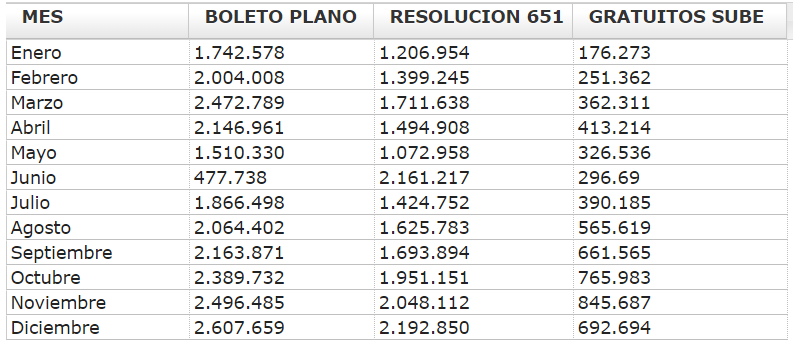 MES BOLETO PLANO RESOLUCION 651 GRATUITOS SUBE
Enero 1.742.578 1.206.954 176.273
Febrero 2.004.008 1.399.245 251.362
Marzo 2.472.789 1.711.638 362.311
Abril 2.146.961 1.494.908 413.214
Mayo 1.510.330 1.072.958 326.536
Junio 477.738 2.161.217 296.69
Julio 1.866.498 1.424.752 390.185
Agosto 2.064.402 1.625.783 565.619
Septiembre 2.163.871 1.693.894 661.565
Octubre 2.389.732 1.951.151 765.983
Noviembre 2.496.485 2.048.112 845.687
Diciembre 2.607.659 2.192.850 692.694